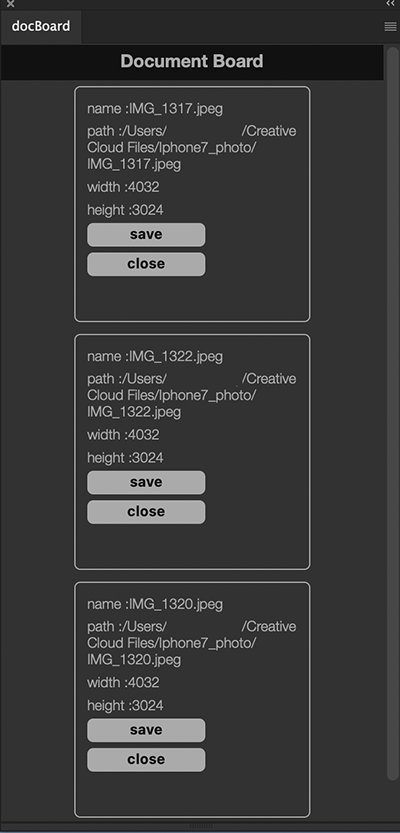 docBoard
Document Board
name :IMG_1317.jpeg
path :/Users/ /Creative
Cloud Files/Iphone7_photo/
IMG_1317.jpeg
width :4032
height :3024
save
close
name :IMG_1322.jpeg
path :/Users/ /Creative
Cloud Files/Iphone7_photo/
IMG_1322.jpeg
width :4032
height :3024
save
close
name :IMG_1320.jpeg
path :/Users/ /Creative
Cloud Files/Iphone7_photo/
IMG_1320.jpeg
width :4032
height :3024
save
close